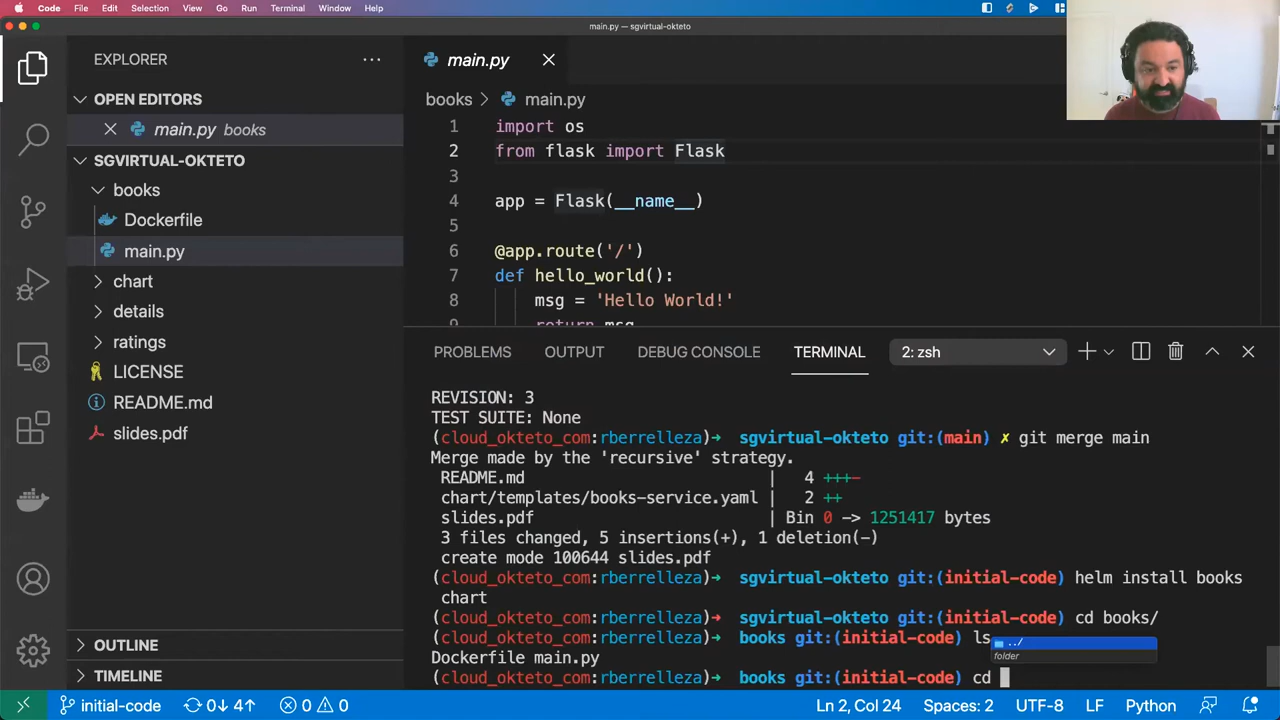 Code File Edit Selection View Go Run Terminal Window Help
main.py — sgvirtual-okteto
EXPLORER
OPEN EDITORS
main.py books
SGVIRTUAL-OKTETO
books
Dockerfile
main.py
chart
details
ratings
LICENSE
README.md
slides.pdf
OUTLINE
TIMELINE
main.py
books main.py
1 import os
2 from flask import Flask
3
4 app = Flask(__name__)
5
6 @app.route('/')
7 def hello_world():
8 msg = 'Hello World!'
9 return msg
PROBLEMS OUTPUT DEBUG CONSOLE TERMINAL 2: zsh
REVISION: 3
TEST SUITE: None
(cloud_okteto_com:rberrelleza)→ sgvirtual-okteto git:(main) ✗ git merge main
Merge made by the 'recursive' strategy.
README.md | 4 +++-
chart/templates/books-service.yaml | 2 ++
slides.pdf | Bin 0 -> 1251417 bytes
3 files changed, 5 insertions(+), 1 deletion(-)
create mode 100644 slides.pdf
(cloud_okteto_com:rberrelleza)→ sgvirtual-okteto git:(initial-code) helm install books
chart
(cloud_okteto_com:rberrelleza)→ sgvirtual-okteto git:(initial-code) cd books/
(cloud_okteto_com:rberrelleza)→ books git:(initial-code) ls
../
folder
Dockerfile main.py
(cloud_okteto_com:rberrelleza)→ books git:(initial-code) cd
initial-code 0↓ 4↑ 0 0 Ln 2, Col 24 Spaces: 2 UTF-8 LF Python